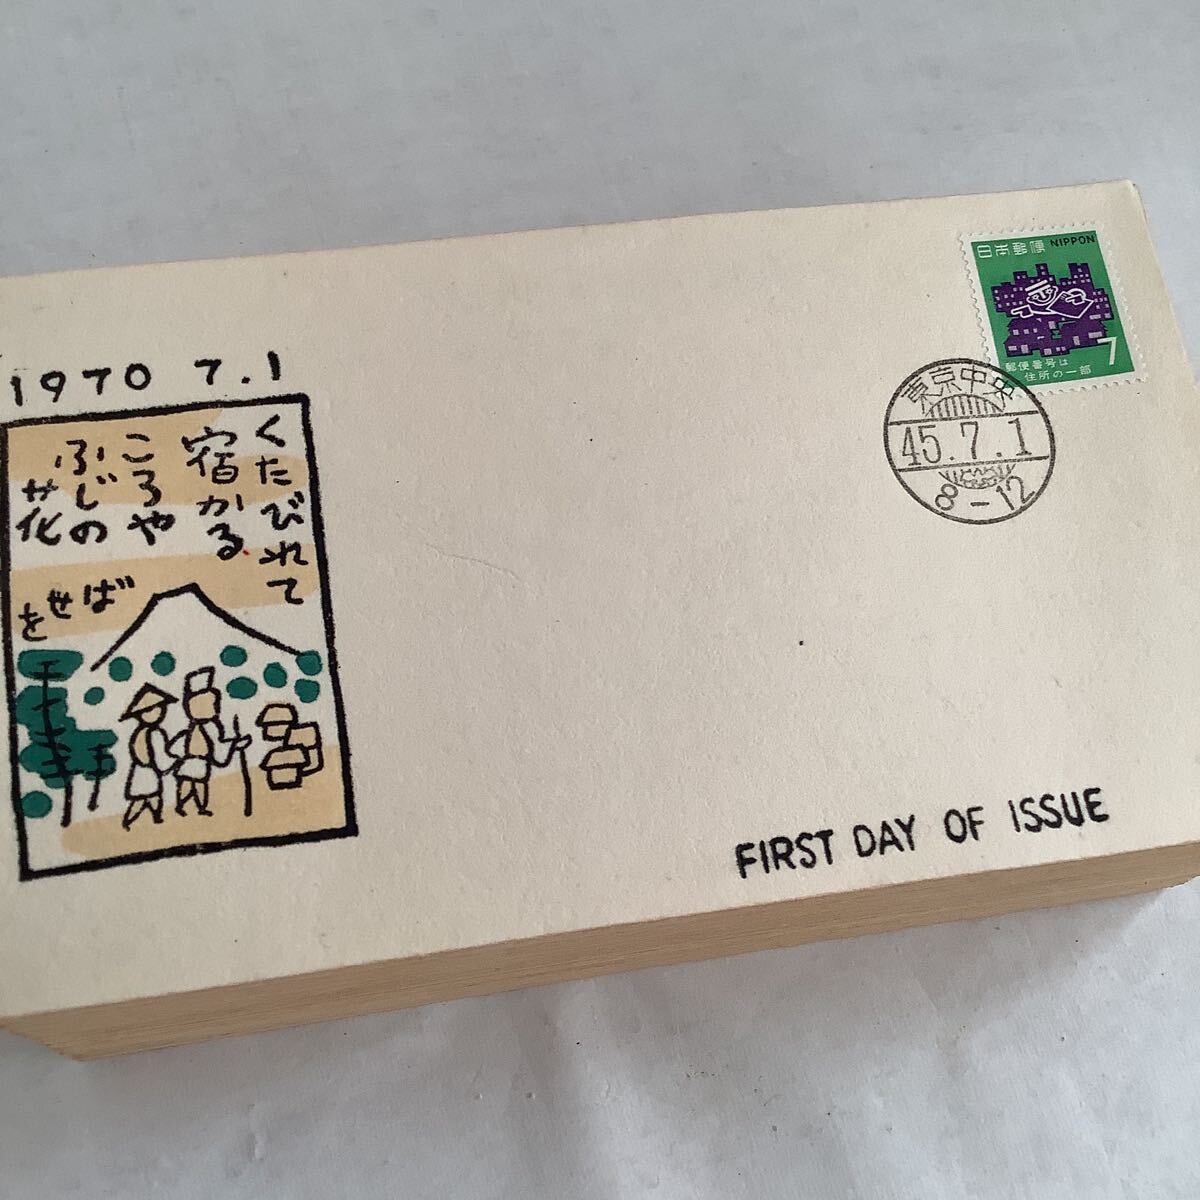 1970 7.1
くたびれて
宿かる
ころや
ふじの
花
ばせを
日本郵便 NIPPON
7
郵便番号は
住所の一部
東京中央
45.7.1
8-12
FIRST DAY OF ISSUE